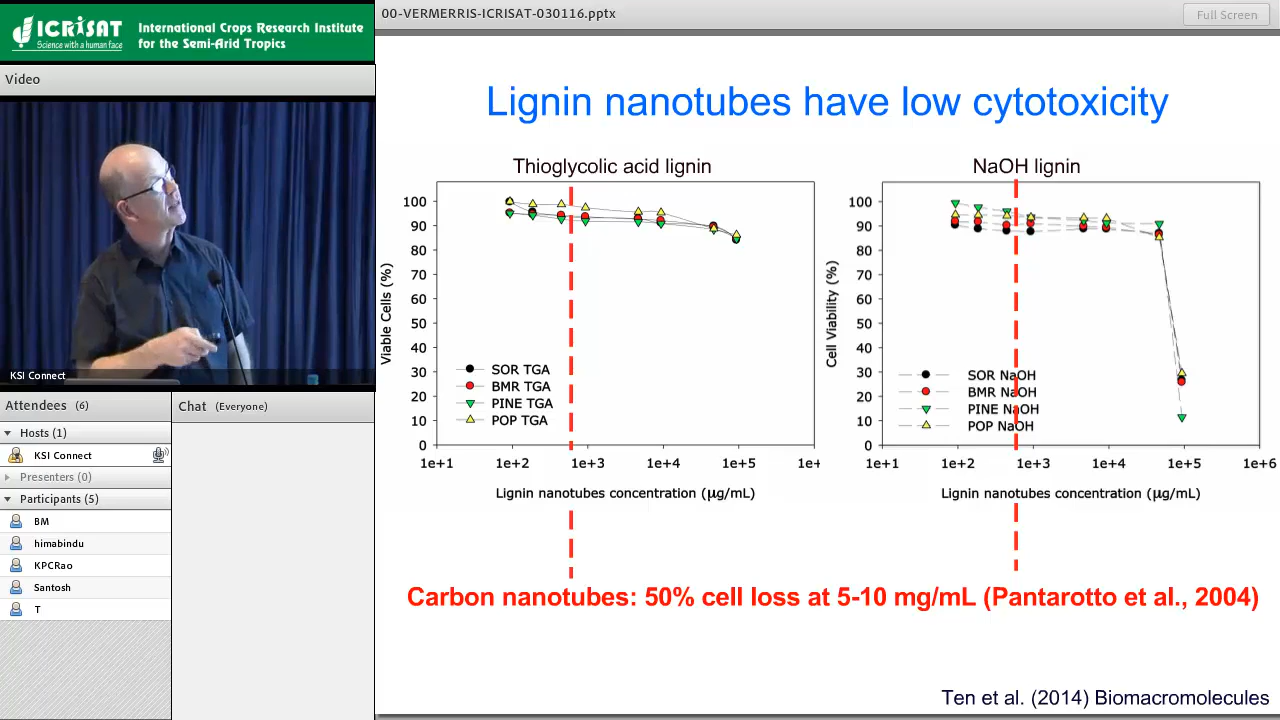 ICRISAT
Science with a human face
International Crops Research Institute
for the Semi-Arid Tropics
00-VERMERRIS-ICRISAT-030116.pptx
Full Screen
Video
KSI Connect
Attendees (6)
Hosts (1)
KSI Connect
Presenters (0)
Participants (5)
BM
himabindu
KPCRao
Santosh
T
Chat (Everyone)
Lignin nanotubes have low cytotoxicity
Thioglycolic acid lignin
Viable Cells (%)
100
90
80
70
60
50
40
30
20
10
0
SOR TGA
BMR TGA
PINE TGA
POP TGA
1e+1 1e+2 1e+3 1e+4 1e+5 1e+
Lignin nanotubes concentration (µg/mL)
NaOH lignin
Cell Viability (%)
100
90
80
70
60
50
40
30
20
10
0
SOR NaOH
BMR NaOH
PINE NaOH
POP NaOH
1e+1 1e+2 1e+3 1e+4 1e+5 1e+6
Lignin nanotubes concentration (µg/mL)
Carbon nanotubes: 50% cell loss at 5-10 mg/mL (Pantarotto et al., 2004)
Ten et al. (2014) Biomacromolecules